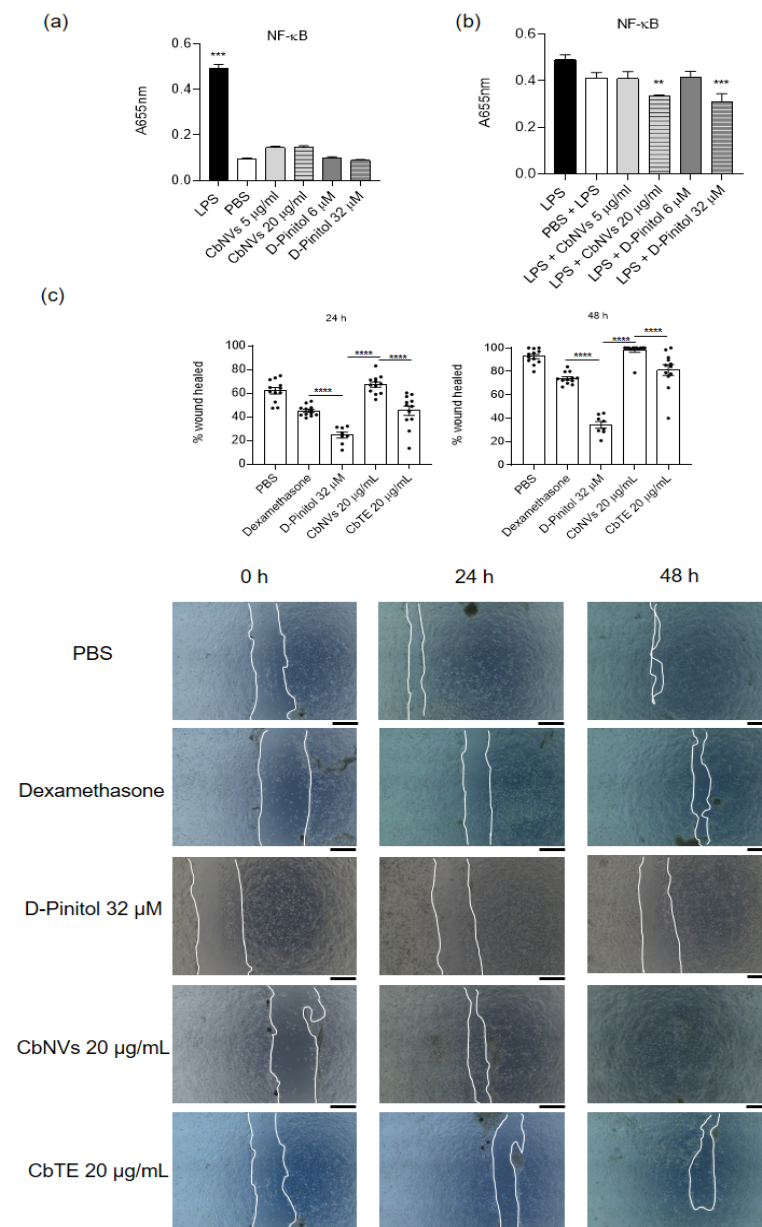 (a)
NF-κB
***
0.6
0.4
0.2
0.0
A655nm
LPS
PBS
CbNVs 5 μg/ml
CbNVs 20 μg/ml
D-Pinitol 6 μM
D-Pinitol 32 μM
(b)
NF-κB
** ***
0.6
0.4
0.2
0.0
A655nm
LPS
PBS + LPS
LPS + CbNVs 5 μg/ml
LPS + CbNVs 20 μg/ml
LPS + D-Pinitol 6 μM
LPS + D-Pinitol 32 μM
(c)
24 h
**** **** ****
100
80
60
40
20
0
% wound healed
PBS
Dexamethasone
D-Pinitol 32 μM
CbNVs 20 μg/mL
CbTE 20 μg/mL
48 h
**** **** ****
100
80
60
40
20
0
% wound healed
PBS
Dexamethasone
D-Pinitol 32 μM
CbNVs 20 μg/mL
CbTE 20 μg/mL
0 h 24 h 48 h
PBS
Dexamethasone
D-Pinitol 32 μM
CbNVs 20 μg/mL
CbTE 20 μg/mL